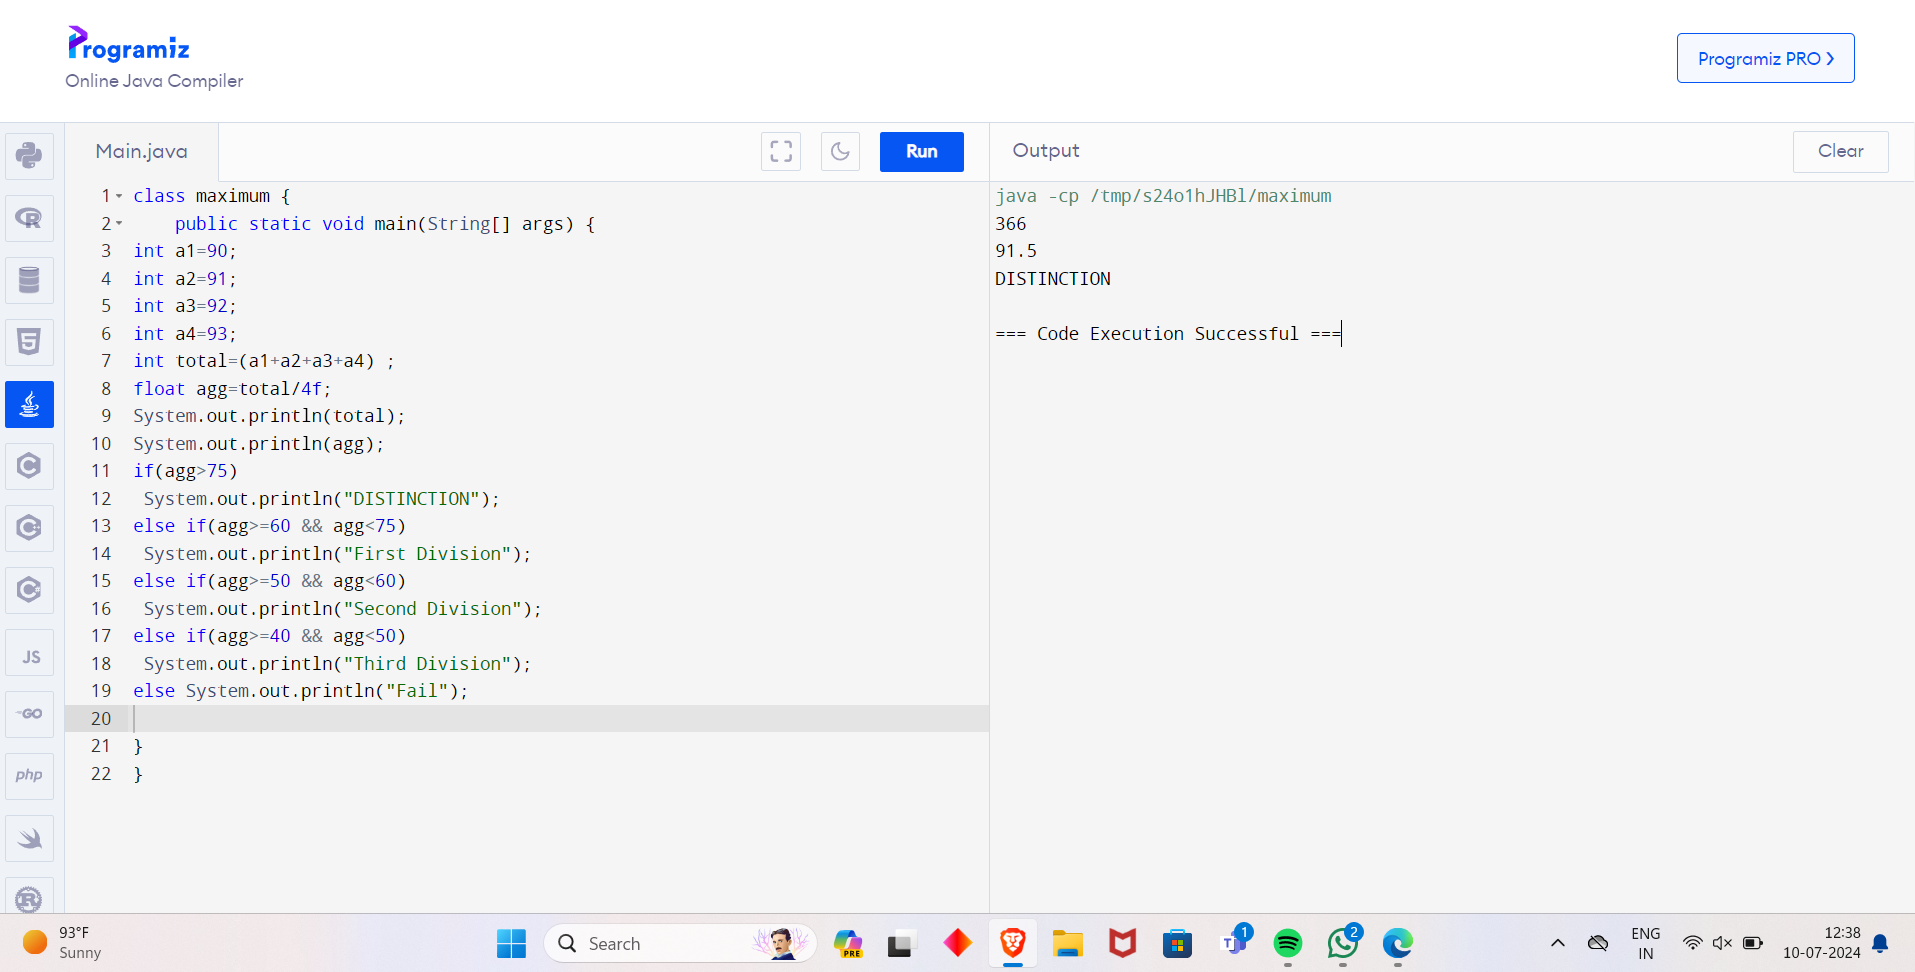 Programiz
Online Java Compiler
Programiz PRO ›
Main.java
Run
Output
Clear
1 class maximum {
2     public static void main(String[] args) {
3 int a1=90;
4 int a2=91;
5 int a3=92;
6 int a4=93;
7 int total=(a1+a2+a3+a4) ;
8 float agg=total/4f;
9 System.out.println(total);
10 System.out.println(agg);
11 if(agg>75)
12  System.out.println("DISTINCTION");
13 else if(agg>=60 && agg<75)
14  System.out.println("First Division");
15 else if(agg>=50 && agg<60)
16  System.out.println("Second Division");
17 else if(agg>=40 && agg<50)
18  System.out.println("Third Division");
19 else System.out.println("Fail");
20
21 }
22 }
java -cp /tmp/s24o1hJHBl/maximum
366
91.5
DISTINCTION
=== Code Execution Successful ===
R
5
C
C
C
JS
GO
php
R
93°F
Sunny
Search
PRE
T
1
2
ENG
IN
12:38
10-07-2024